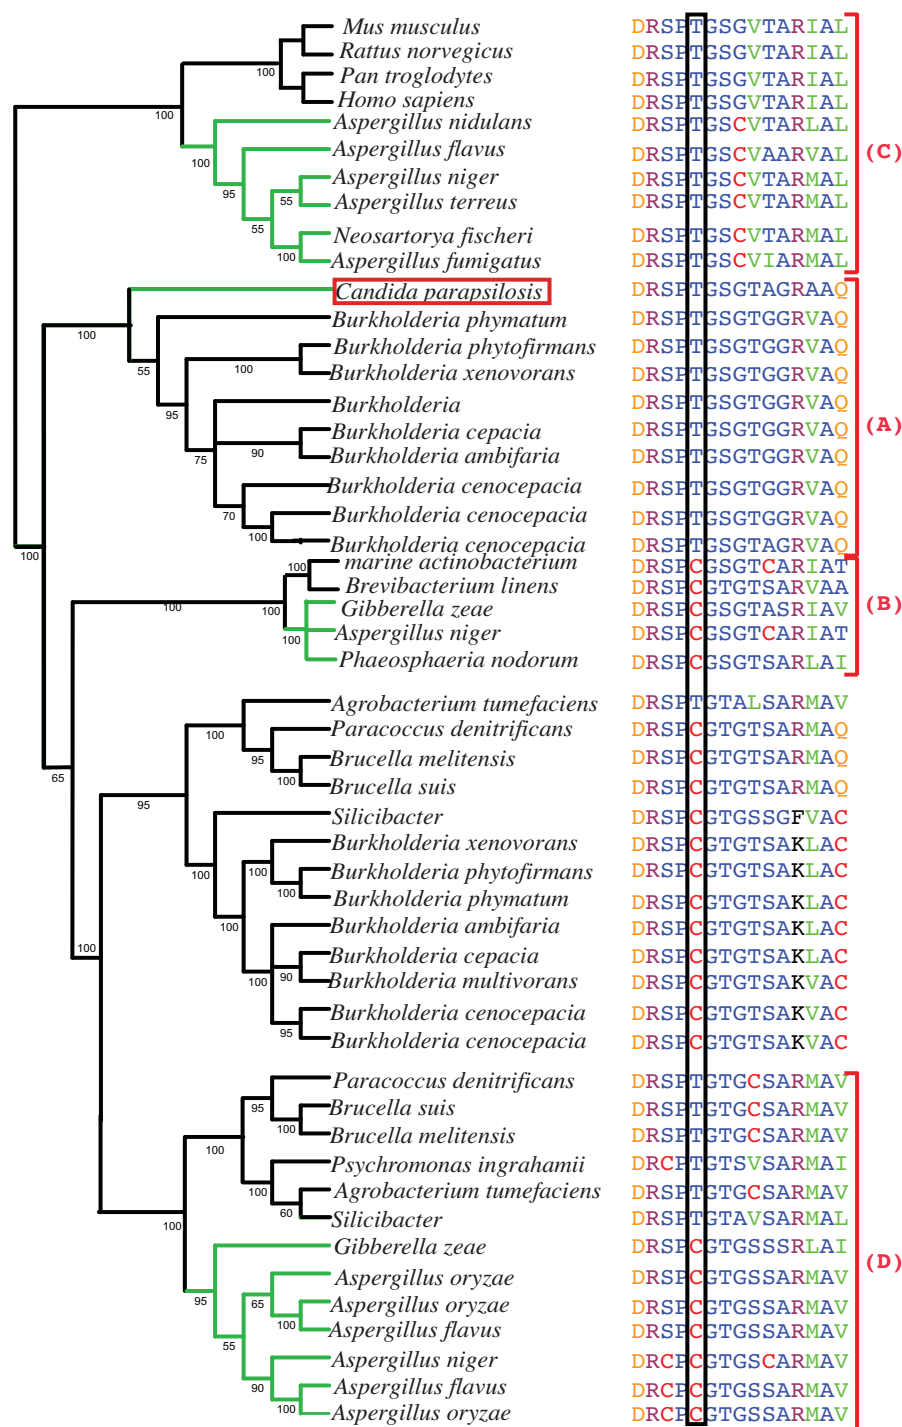 Mus musculus DRSPTGSGVTARIAL
Rattus norvegicus DRSPTGSGVTARIAL
Pan troglodytes DRSPTGSGVTARIAL
100
Homo sapiens DRSPTGSGVTARIAL
100
Aspergillus nidulans DRSPTGSCVTARLAL
100
Aspergillus flavus DRSPTGSCVAARVAL
(C)
95
Aspergillus niger DRSPTGSCVTARMAL
55
Aspergillus terreus DRSPTGSCVTARMAL
55
Neosartorya fischeri DRSPTGSCVTARMAL
100
Aspergillus fumigatus DRSPTGSCVIARMAL
Candida parapsilosis DRSPTGSGTAGRAAQ
100
Burkholderia phymatum DRSPTGSGTGGRVAQ
55
Burkholderia phytofirmans DRSPTGSGTGGRVAQ
100
Burkholderia xenovorans DRSPTGSGTGGRVAQ
95
Burkholderia DRSPTGSGTGGRVAQ
Burkholderia cepacia DRSPTGSGTGGRVAQ
(A)
90
75
Burkholderia ambifaria DRSPTGSGTGGRVAQ
Burkholderia cenocepacia DRSPTGSGTGGRVAQ
70
Burkholderia cenocepacia DRSPTGSGTGGRVAQ
100
Burkholderia cenocepacia DRSPTGSGTAGRVAQ
100
marine actinobacterium DRSPCGSGTCARIAT
100
Brevibacterium linens DRSPCGTGTSARVAA
100
100
Gibberella zeae DRSPCGSGTASRIAV
(B)
Aspergillus niger DRSPCGSGTCARIAT
100
Phaeosphaeria nodorum DRSPCGSGTSARLAI
Agrobacterium tumefaciens DRSPTGTALSARMAV
100
Paracoccus denitrificans DRSPCGTGTSARMAQ
95
Brucella melitensis DRSPCGTGTSARMAQ
100
65
Brucella suis DRSPCGTGTSARMAQ
95
Silicibacter DRSPCGTGSSGFVAC
Burkholderia xenovorans DRSPCGTGTSAKLAC
100
100
Burkholderia phytofirmans DRSPCGTGTSAKLAC
100
Burkholderia phymatum DRSPCGTGTSAKLAC
100
Burkholderia ambifaria DRSPCGTGTSAKLAC
100
Burkholderia cepacia DRSPCGTGTSAKLAC
90
100
Burkholderia multivorans DRSPCGTGTSAKVAC
Burkholderia cenocepacia DRSPCGTGTSAKVAC
95
Burkholderia cenocepacia DRSPCGTGTSAKVAC
Paracoccus denitrificans DRSPTGTGCSARMAV
95
Brucella suis DRSPTGTGCSARMAV
100
Brucella melitensis DRSPTGTGCSARMAV
100
Psychromonas ingrahamii DRCPTGTSVSARMAI
100
Agrobacterium tumefaciens DRSPTGTGCSARMAV
60
Silicibacter DRSPTGTAVSARMAL
100
Gibberella zeae DRSPCGTGSSSRLAI
(D)
95
Aspergillus oryzae DRSPCGTGSSARMAV
65
Aspergillus oryzae DRSPCGTGSSARMAV
100
Aspergillus flavus DRSPCGTGSSARMAV
55
Aspergillus niger DRCPCGTGSCARMAV
90
Aspergillus flavus DRCPCGTGSSARMAV
100
Aspergillus oryzae DRCPCGTGSSARMAV